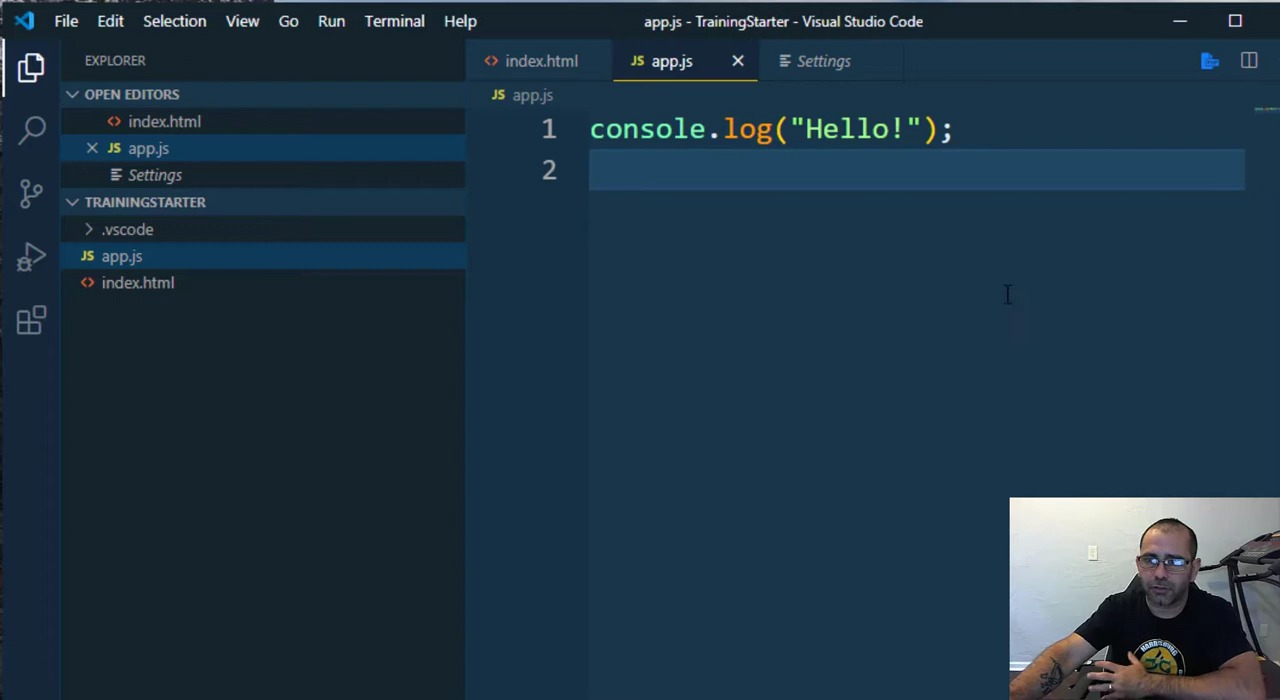 File Edit Selection View Go Run Terminal Help
app.js - TrainingStarter - Visual Studio Code
EXPLORER
OPEN EDITORS
index.html
JS app.js
Settings
TRAININGSTARTER
.vscode
JS app.js
index.html
index.html
JS app.js
Settings
JS app.js
1 console.log("Hello!");
2